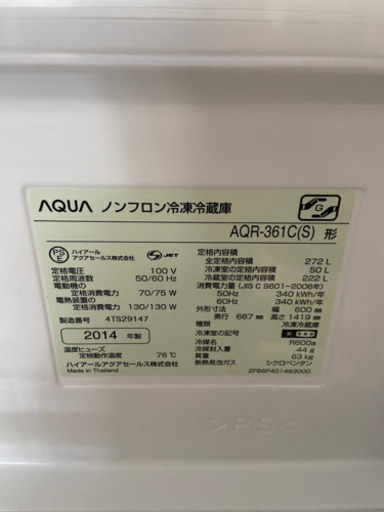 AQUA ノンフロン冷凍冷蔵庫
G
AQR-361C(S) 形
PS
E
ハイアール
アクアセールス株式会社
S JET
定格電圧 100 V
定格周波数 50/60 Hz
電動機の
定格消費電力 70/75 W
電熱装置の
定格消費電力 130/130 W
製造番号 4TS29147
2014 年製
温度ヒューズ
定格動作温度 76℃
ハイアールアクアセールス株式会社
Made in Thailand
定格内容積
全定格内容積 272 L
冷凍室の定格内容積 50 L
冷蔵室の定格内容積 222 L
消費電力量 (JIS C 9801-2006年)
50Hz 340 kWh/年
60Hz 340 kWh/年
外形寸法 幅 600 mm
奥行 667 mm 高さ 1419 mm
種類 冷凍冷蔵庫
冷凍室の記号
冷媒 R600a
冷媒封入量 44 g
質量 63 kg
断熱発泡ガス シクロペンタン
2FB6P401483000
>PS<